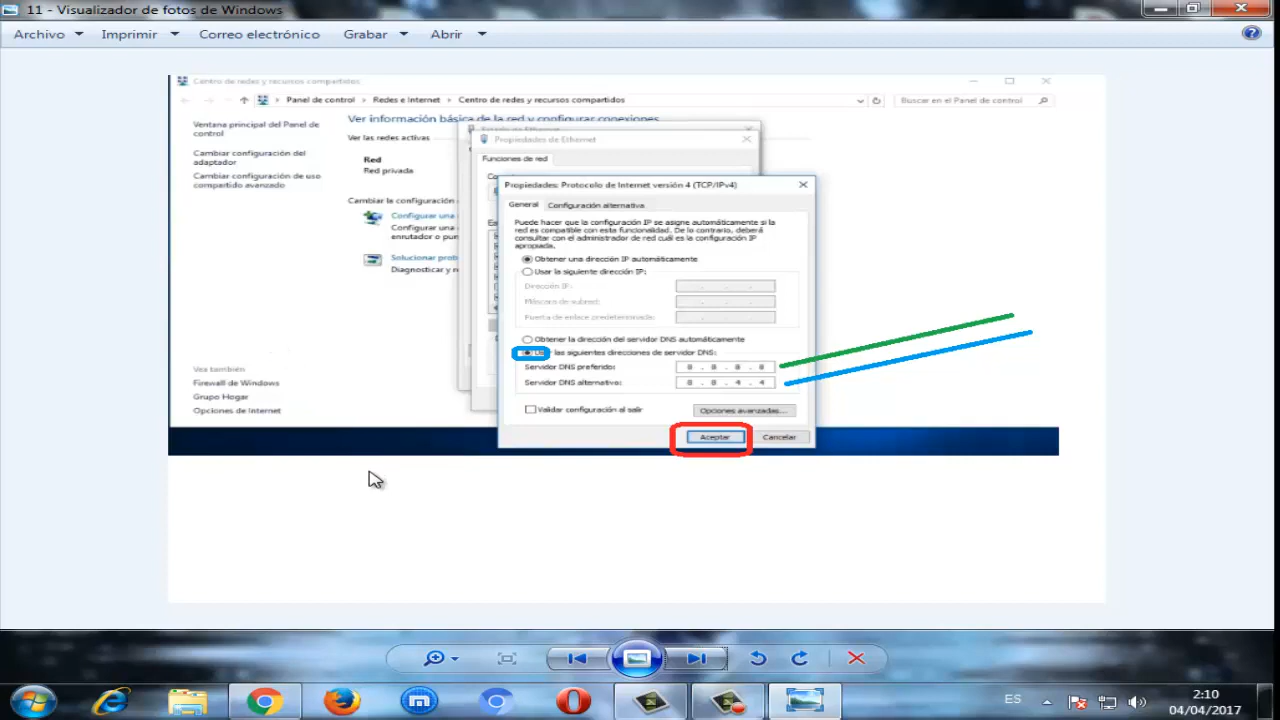 11 - Visualizador de fotos de Windows
Archivo Imprimir Correo electrónico Grabar Abrir
Centro de redes y recursos compartidos
Panel de control Redes e Internet Centro de redes y recursos compartidos
Buscar en el Panel de control
Ventana principal del Panel de
control
Cambiar configuración del
adaptador
Cambiar configuración de uso
compartido avanzado
Ver información básica de la red y configurar conexiones
Ver las redes activas
Red
Red privada
Cambiar la configuración
Configurar una
Configurar una
enrutador o pun
Solucionar prob
Diagnosticar y re
Vea también
Firewall de Windows
Grupo Hogar
Opciones de Internet
Estado de Ethernet
Propiedades de Ethernet
Funciones de red
Propiedades: Protocolo de Internet versión 4 (TCP/IPv4)
General Configuración alternativa
Puede hacer que la configuración IP se asigne automáticamente si la
red es compatible con esta funcionalidad. De lo contrario, deberá
consultar con el administrador de red cuál es la configuración IP
apropiada.
Obtener una dirección IP automáticamente
Usar la siguiente dirección IP:
Dirección IP:
Máscara de subred:
Puerta de enlace predeterminada:
Obtener la dirección del servidor DNS automáticamente
las siguientes direcciones de servidor DNS:
Servidor DNS preferido: 8 . 8 . 8 . 8
Servidor DNS alternativo: 8 . 8 . 4 . 4
Validar configuración al salir
Opciones avanzadas...
Aceptar Cancelar
ES
2:10
04/04/2017